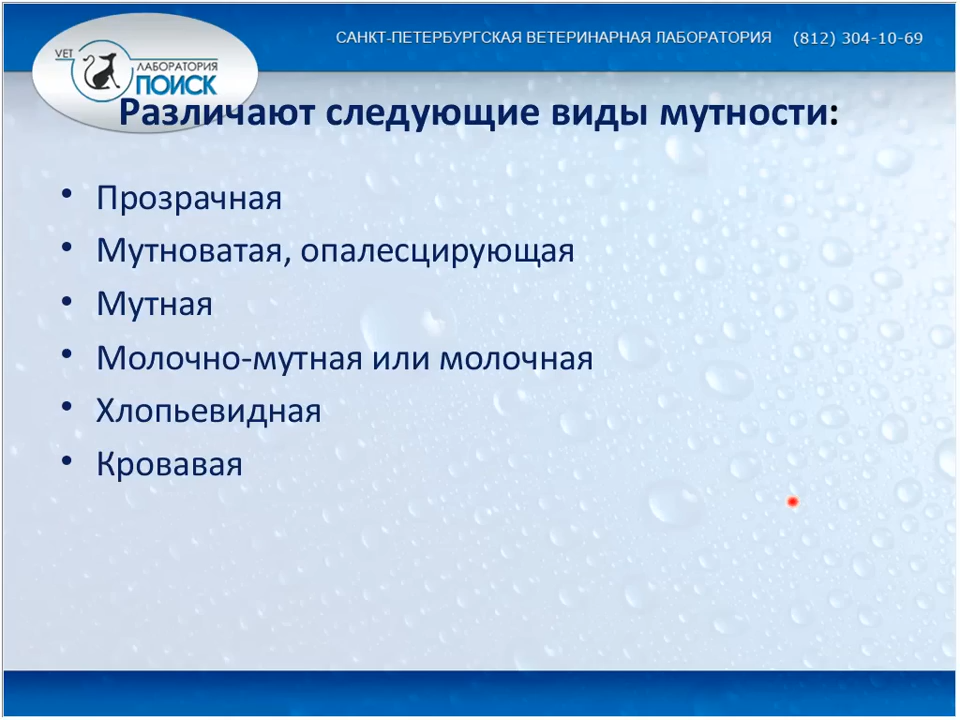 САНКТ-ПЕТЕРБУРГСКАЯ ВЕТЕРИНАРНАЯ ЛАБОРАТОРИЯ (812) 304-10-69
VET
ЛАБОРАТОРИЯ
ПОИСК
Различают следующие виды мутности:
• Прозрачная
• Мутноватая, опалесцирующая
• Мутная
• Молочно-мутная или молочная
• Хлопьевидная
• Кровавая